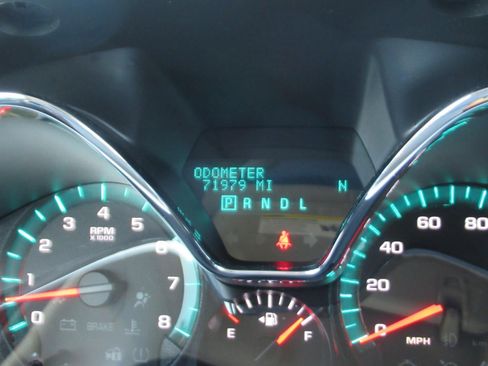 ODOMETER
71979 MI N
P R N D L
0 1 2 3 4 5 6 7 8
RPM
x1000
BRAKE
E F
0 20 40 60 80
MPH